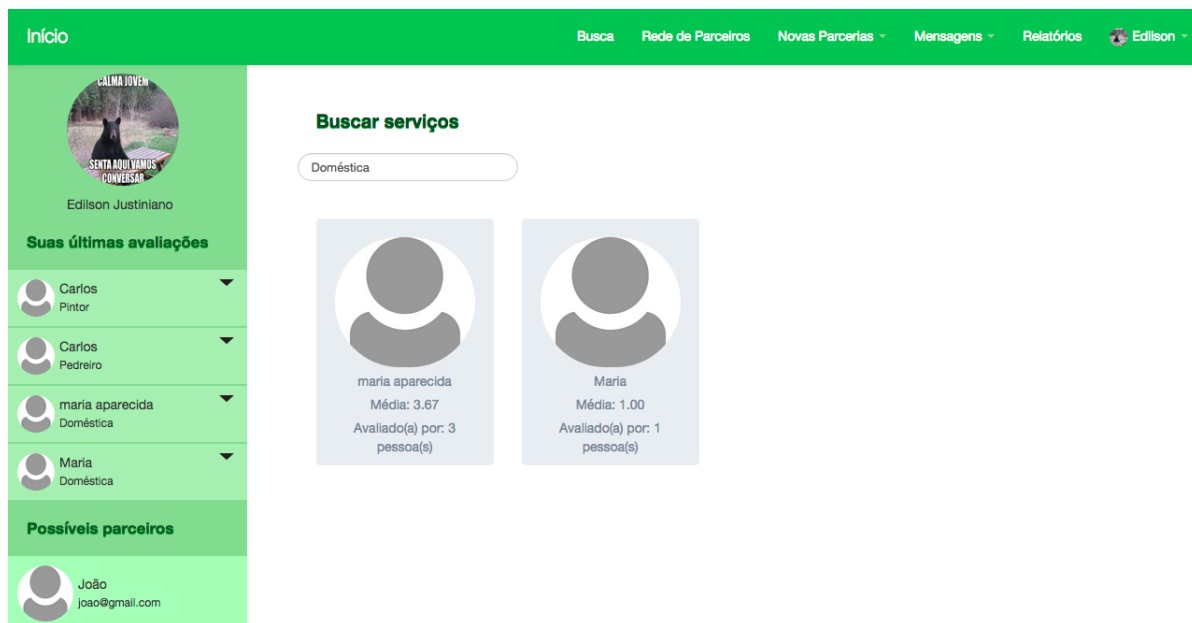 Início
Busca
Rede de Parceiros
Novas Parcerias
Mensagens
Relatórios
Edilson
CALMA JOVEM
SENTA AQUI VAMOS
CONVERSAR
Edilson Justiniano
Suas últimas avaliações
Carlos
Pintor
Carlos
Pedreiro
maria aparecida
Doméstica
Maria
Doméstica
Possíveis parceiros
João
joao@gmail.com
Buscar serviços
Doméstica
maria aparecida
Média: 3.67
Avaliado(a) por: 3
pessoa(s)
Maria
Média: 1.00
Avaliado(a) por: 1
pessoa(s)